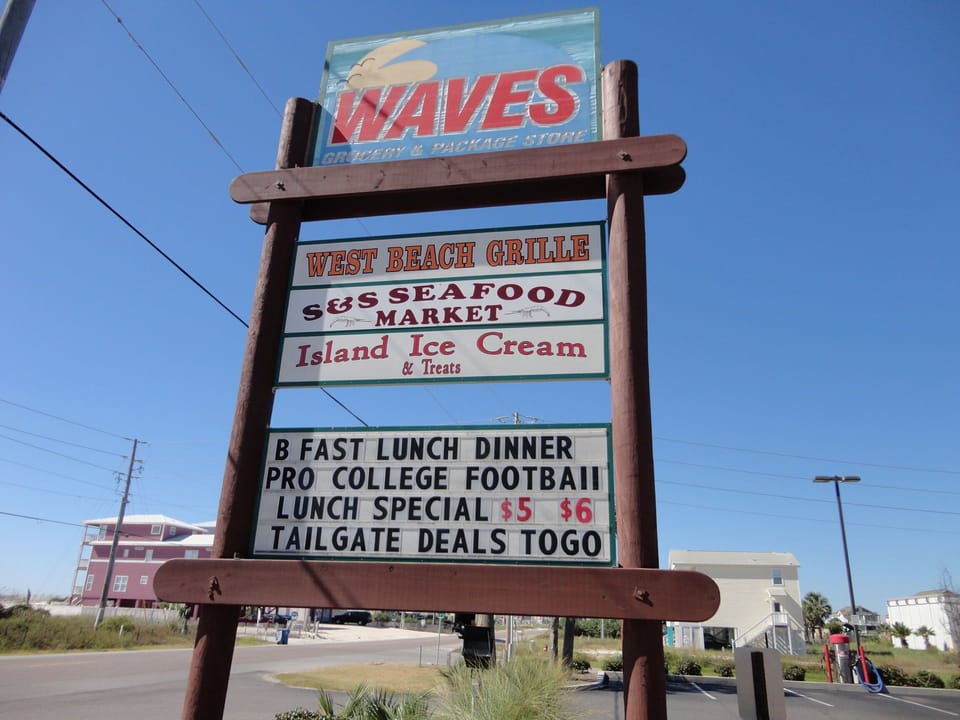 WAVES
GROCERY & PACKAGE STORE
WEST BEACH GRILLE
S&S SEAFOOD
MARKET
Island Ice Cream
& Treats
B FAST LUNCH DINNER
PRO COLLEGE FOOTBAll
LUNCH SPECIAL $5 $6
TAILGATE DEALS TOGO